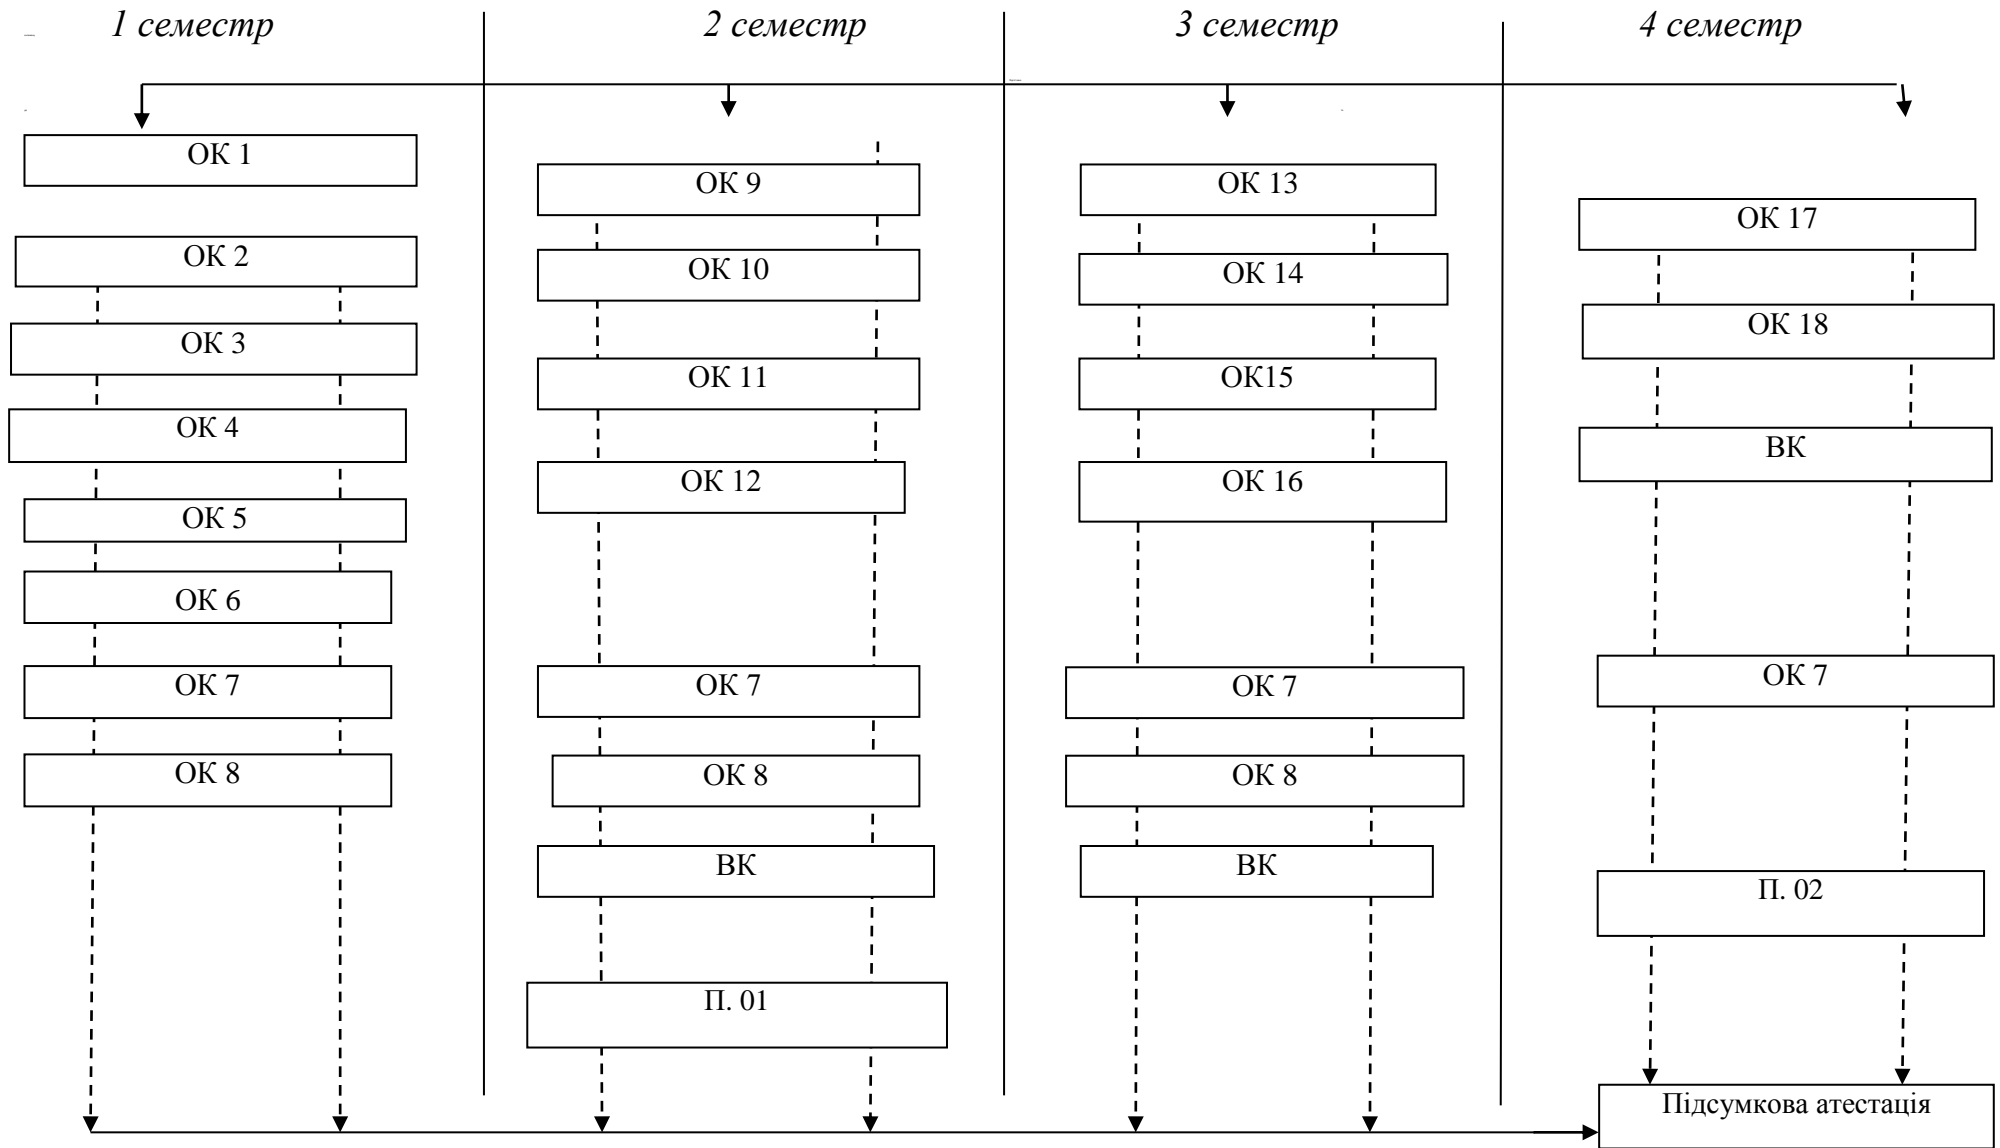 1 семестр
2 семестр
3 семестр
4 семестр
ОК 1
ОК 2
ОК 3
ОК 4
ОК 5
ОК 6
ОК 7
ОК 8
ОК 9
ОК 10
ОК 11
ОК 12
ОК 7
ОК 8
ВК
П. 01
ОК 13
ОК 14
ОК15
ОК 16
ОК 7
ОК 8
ВК
ОК 17
ОК 18
ВК
ОК 7
П. 02
Підсумкова атестація